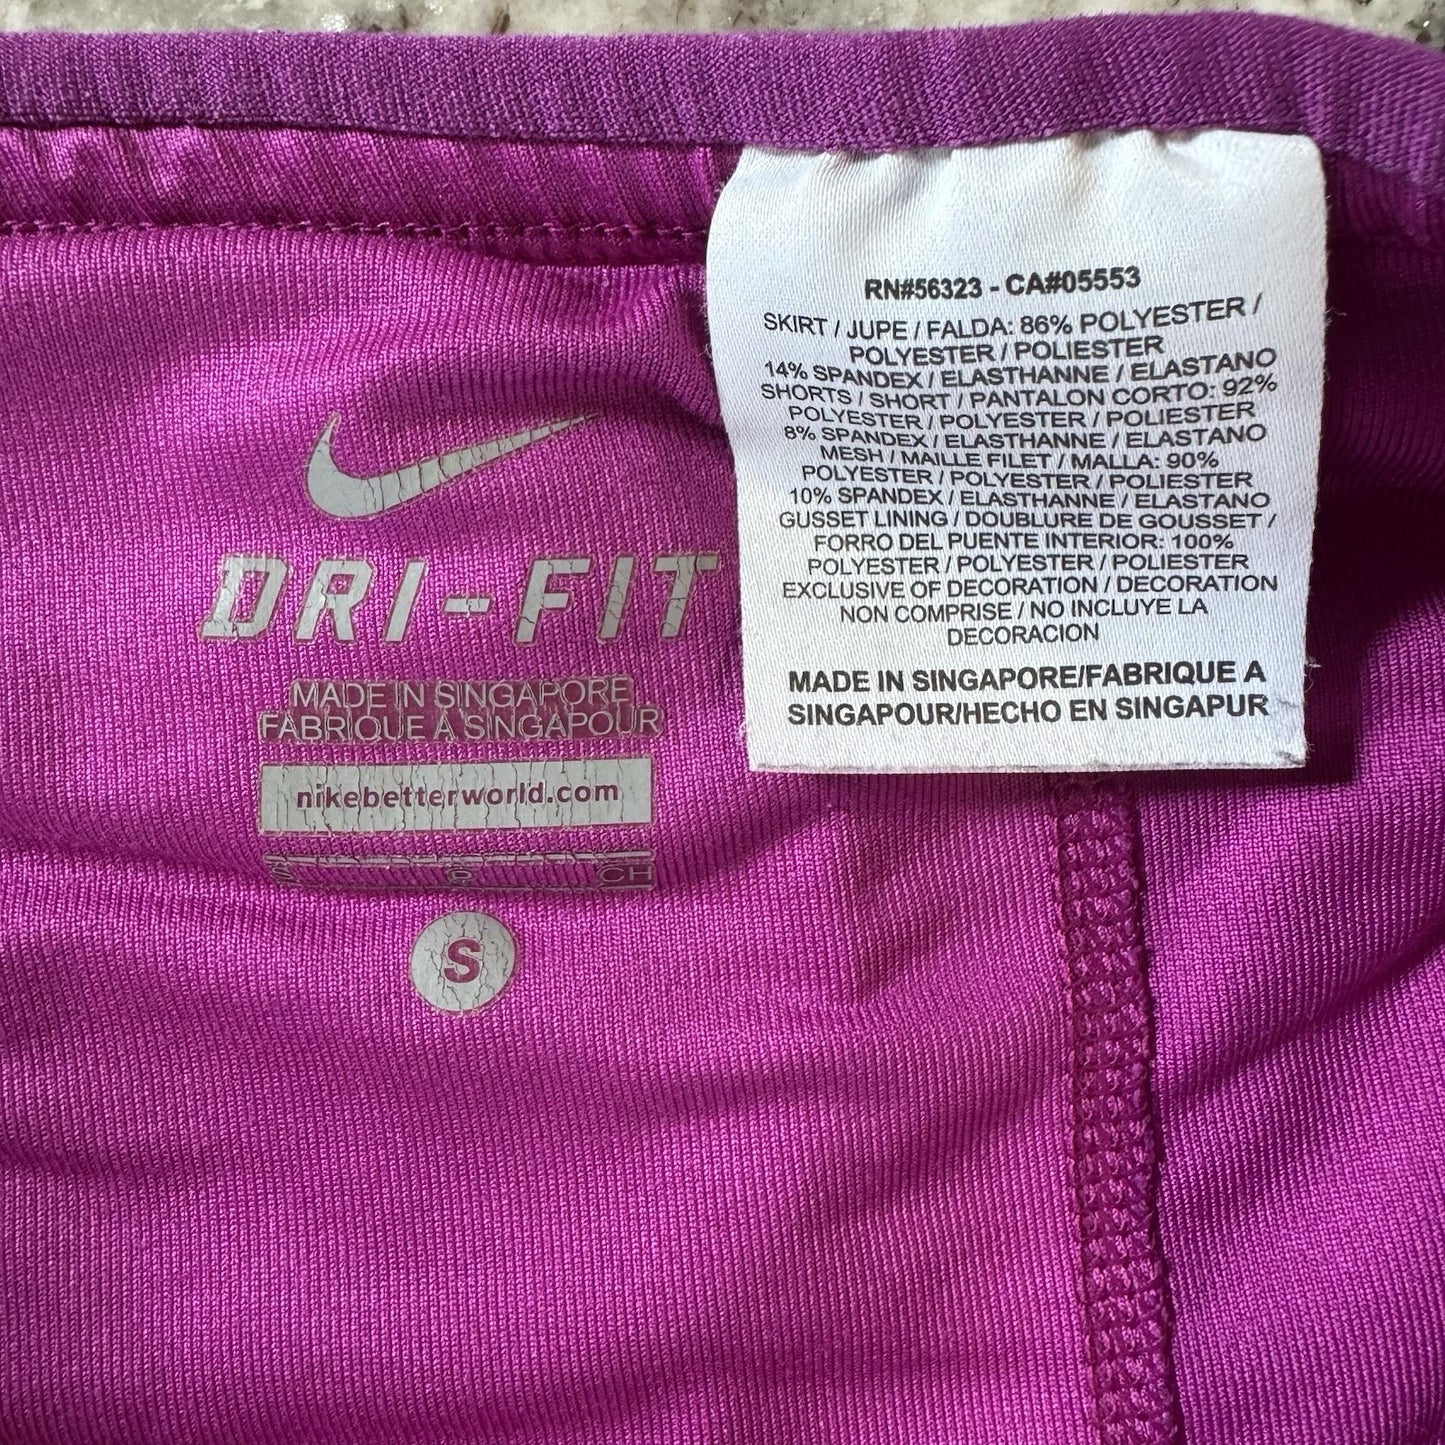 RN#56323 - CA#05553
SKIRT / JUPE / FALDA: 86% POLYESTER /
POLYESTER / POLIESTER
14% SPANDEX / ELASTHANNE / ELASTANO
SHORTS / SHORT / PANTALON CORTO: 92%
POLYESTER / POLYESTER / POLIESTER
8% SPANDEX / ELASTHANNE / ELASTANO
MESH / MAILLE FILET / MALLA: 90%
POLYESTER / POLYESTER / POLIESTER
10% SPANDEX / ELASTHANNE / ELASTANO
GUSSET LINING / DOUBLURE DE GOUSSET /
FORRO DEL PUENTE INTERIOR: 100%
POLYESTER / POLYESTER / POLIESTER
EXCLUSIVE OF DECORATION / DECORATION
NON COMPRISE / NO INCLUYE LA
DECORACION
MADE IN SINGAPORE/FABRIQUE A
SINGAPOUR/HECHO EN SINGAPUR
DRI-FIT
MADE IN SINGAPORE
FABRIQUÉ À SINGAPOUR
nikebetterworld.com
S P CH
S